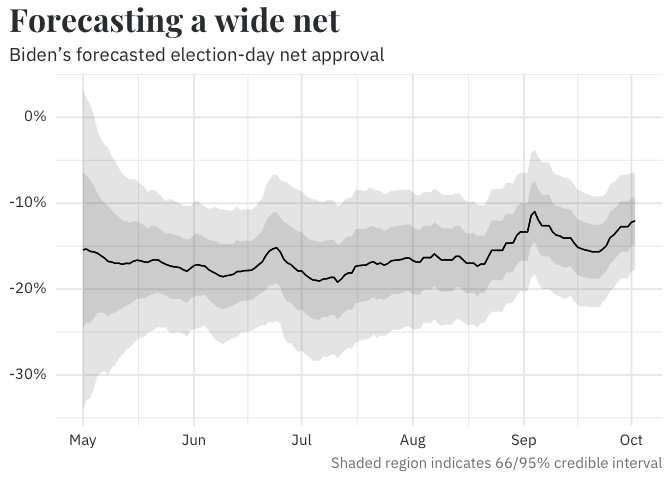 Forecasting a wide net
Biden’s forecasted election-day net approval
0%
-10%
-20%
-30%
May Jun Jul Aug Sep Oct
Shaded region indicates 66/95% credible interval